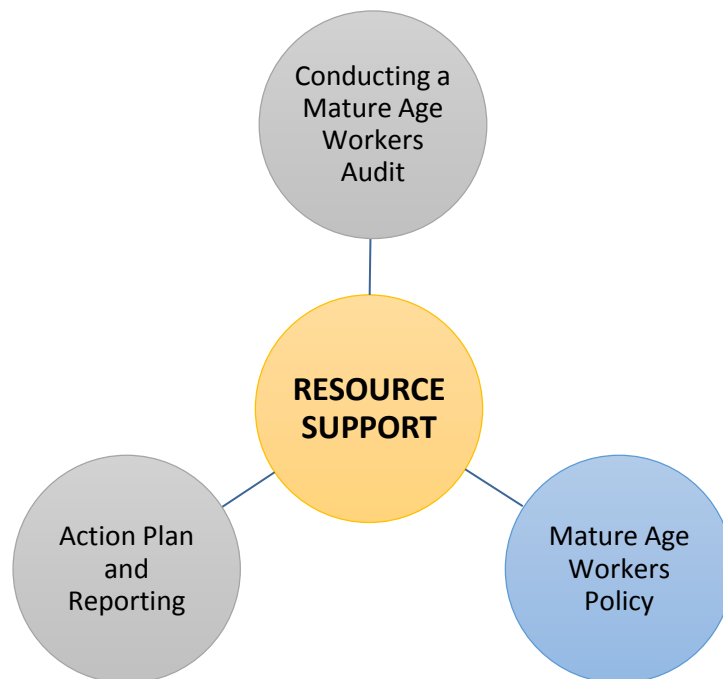 Conducting a
Mature Age
Workers
Audit
RESOURCE
SUPPORT
Action Plan
and
Reporting
Mature Age
Workers
Policy